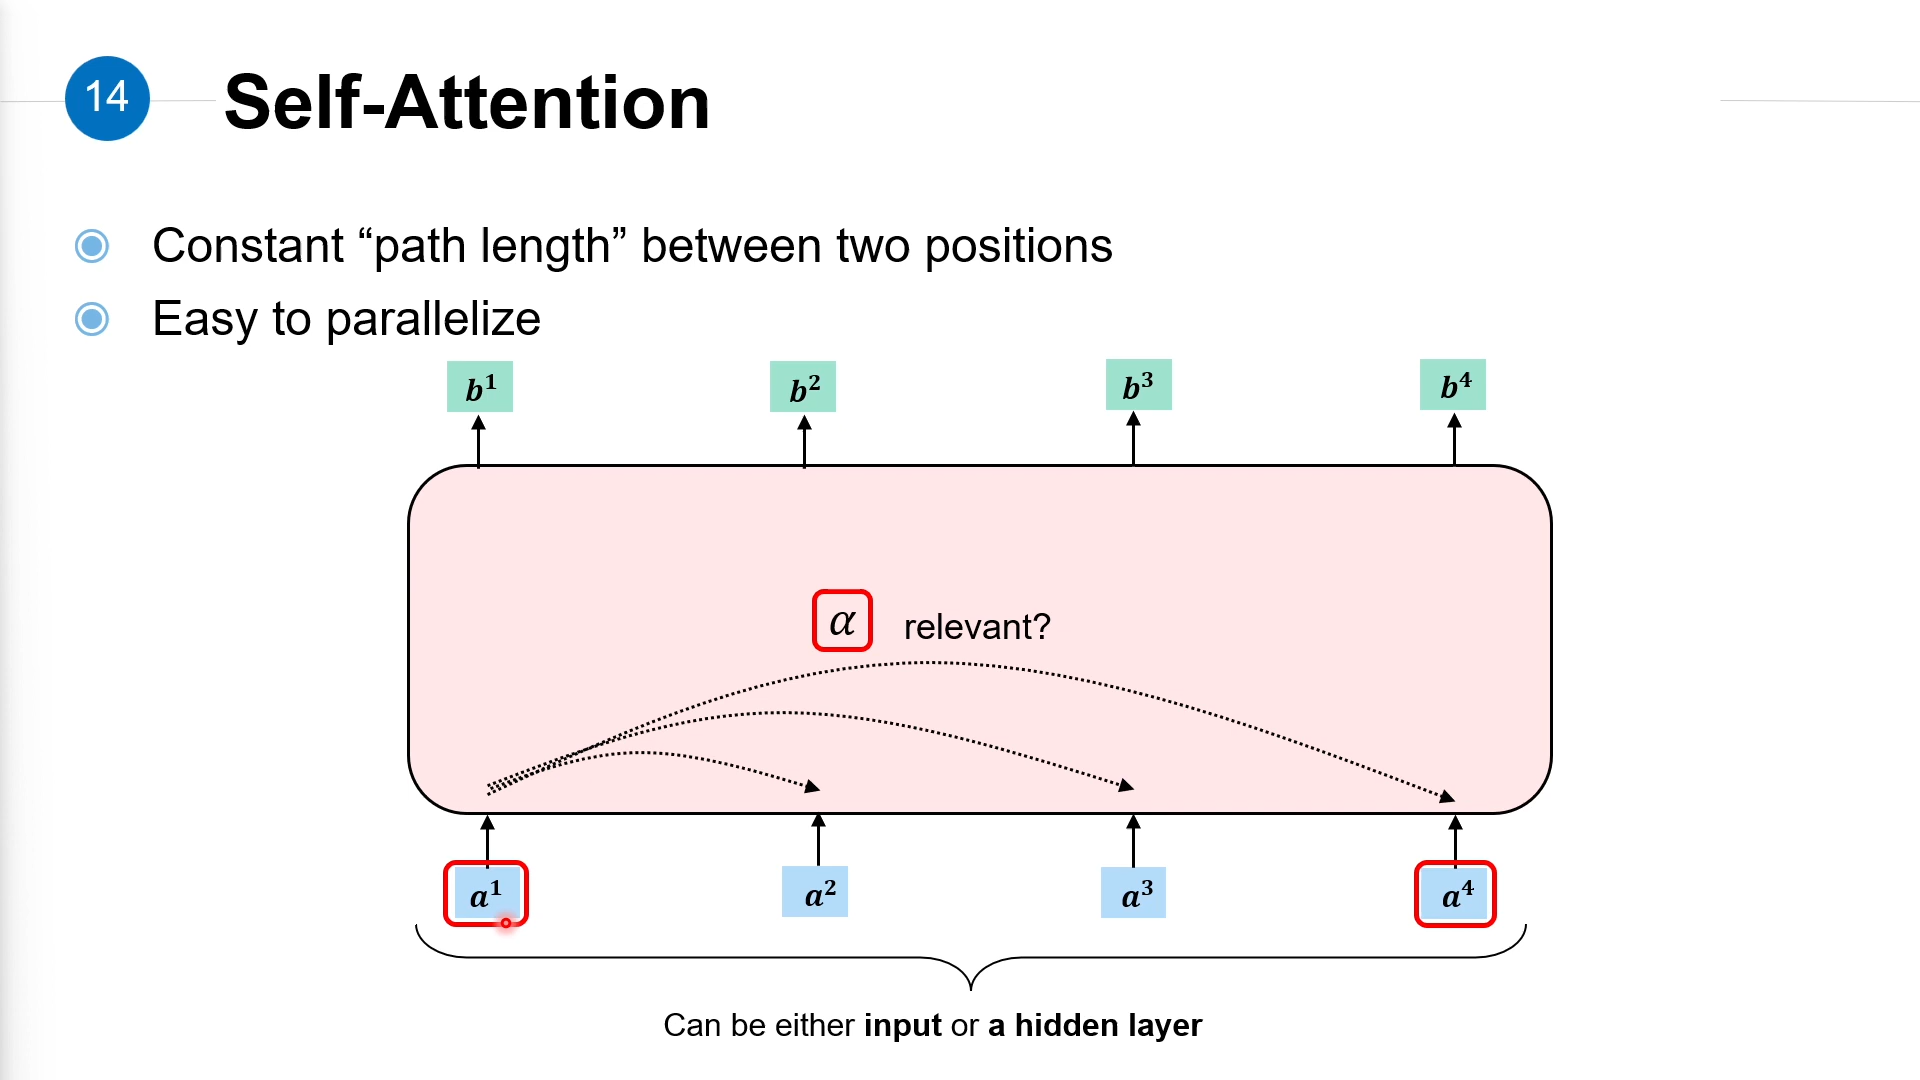 14
Self-Attention
Constant “path length” between two positions
Easy to parallelize
b¹ b² b³ b⁴
α relevant?
a¹ a² a³ a⁴
Can be either input or a hidden layer